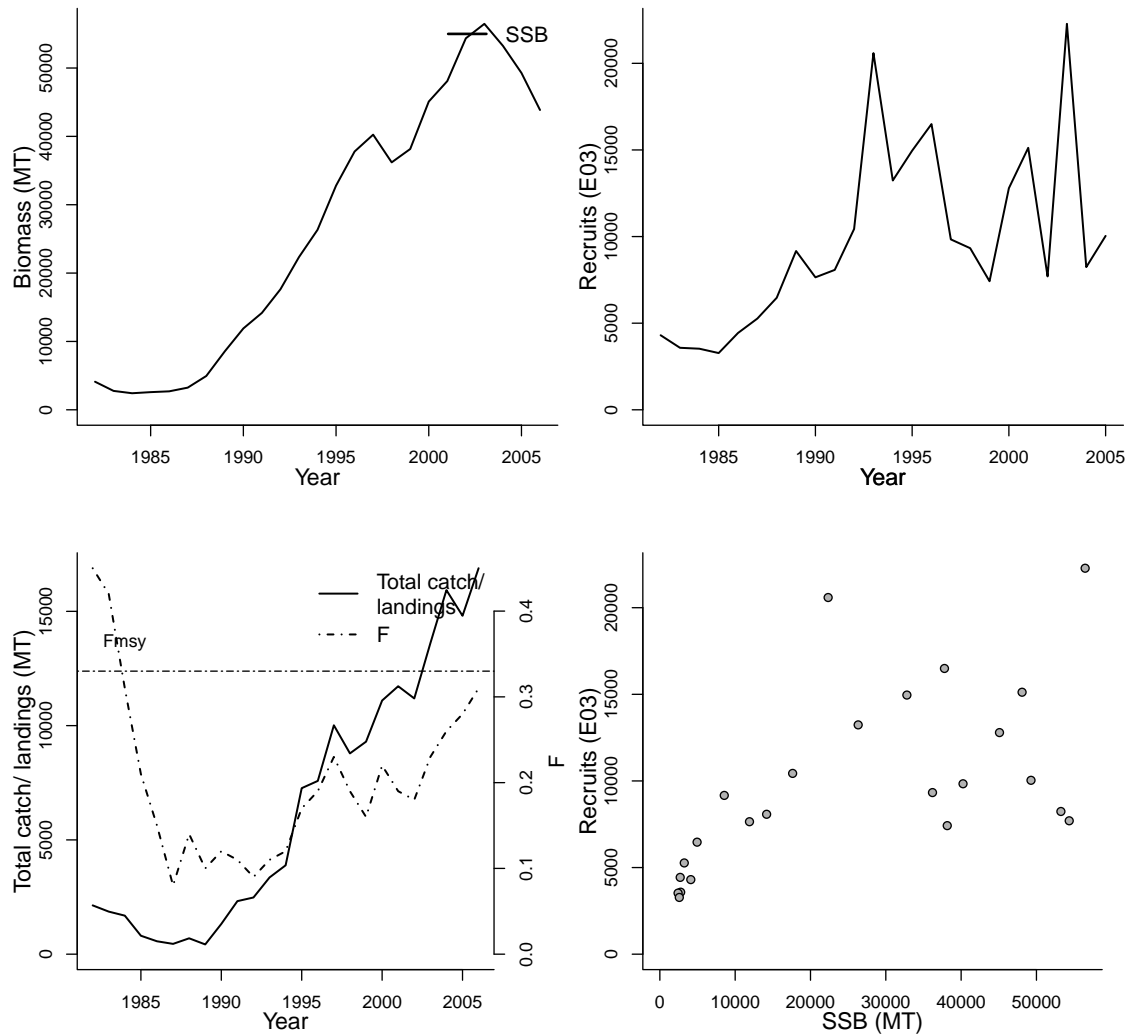 Biomass (MT)
0 10000 20000 30000 40000 50000
SSB
1985 1990 1995 2000 2005
Year
Recruits (E03)
0 5000 10000 15000 20000
1985 1990 1995 2000 2005
Year
Total catch/ landings (MT)
0 5000 10000 15000
Total catch/
landings
F
Fmsy
0.0 0.1 0.2 0.3 0.4
F
1985 1990 1995 2000 2005
Year
Recruits (E03)
0 5000 10000 15000 20000
0 10000 20000 30000 40000 50000
SSB (MT)